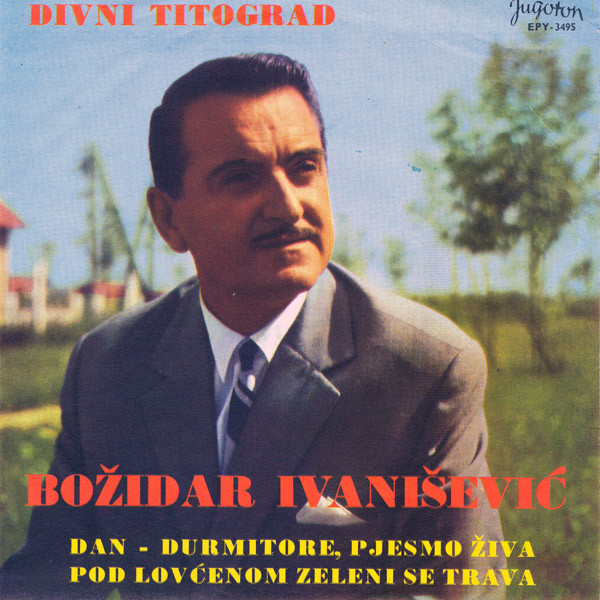 DIVNI TITOGRAD
Jugoton
EPY-3495
BOŽIDAR IVANIŠEVIĆ
DAN - DURMITORE, PJESMO ŽIVA
POD LOVĆENOM ZELENI SE TRAVA